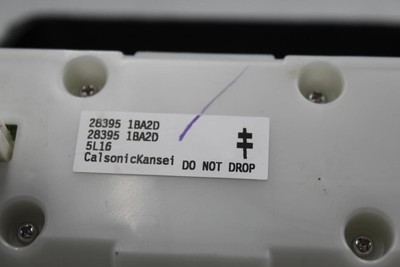 28395 1BA2D
28395 1BA2D
5L16
CalsonicKansei DO NOT DROP